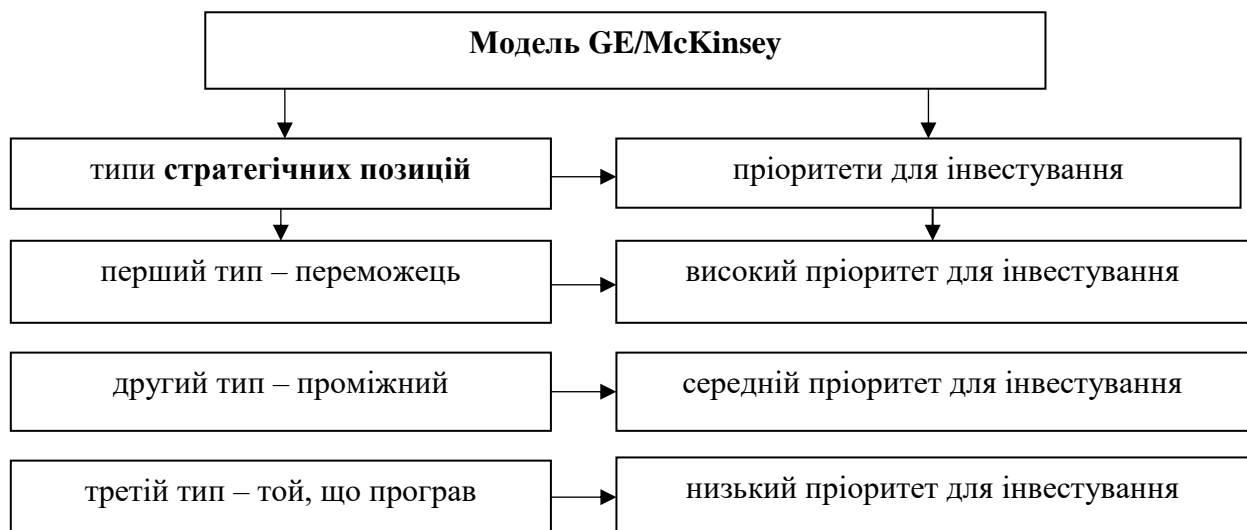 Модель GE/McKinsey
типи стратегічних позицій
пріоритети для інвестування
перший тип – переможець
високий пріоритет для інвестування
другий тип – проміжний
середній пріоритет для інвестування
третій тип – той, що програв
низький пріоритет для інвестування